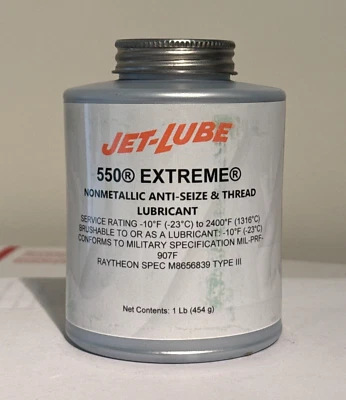 JET-LUBE
550® EXTREME®
NONMETALLIC ANTI-SEIZE & THREAD
LUBRICANT
SERVICE RATING -10°F (-23°C) to 2400°F (1316°C)
BRUSHABLE TO OR AS A LUBRICANT: -10°F (-23°C)
CONFORMS TO MILITARY SPECIFICATION MIL-PRF-
907F
RAYTHEON SPEC M8656839 TYPE III
Net Contents: 1 Lb (454 g)